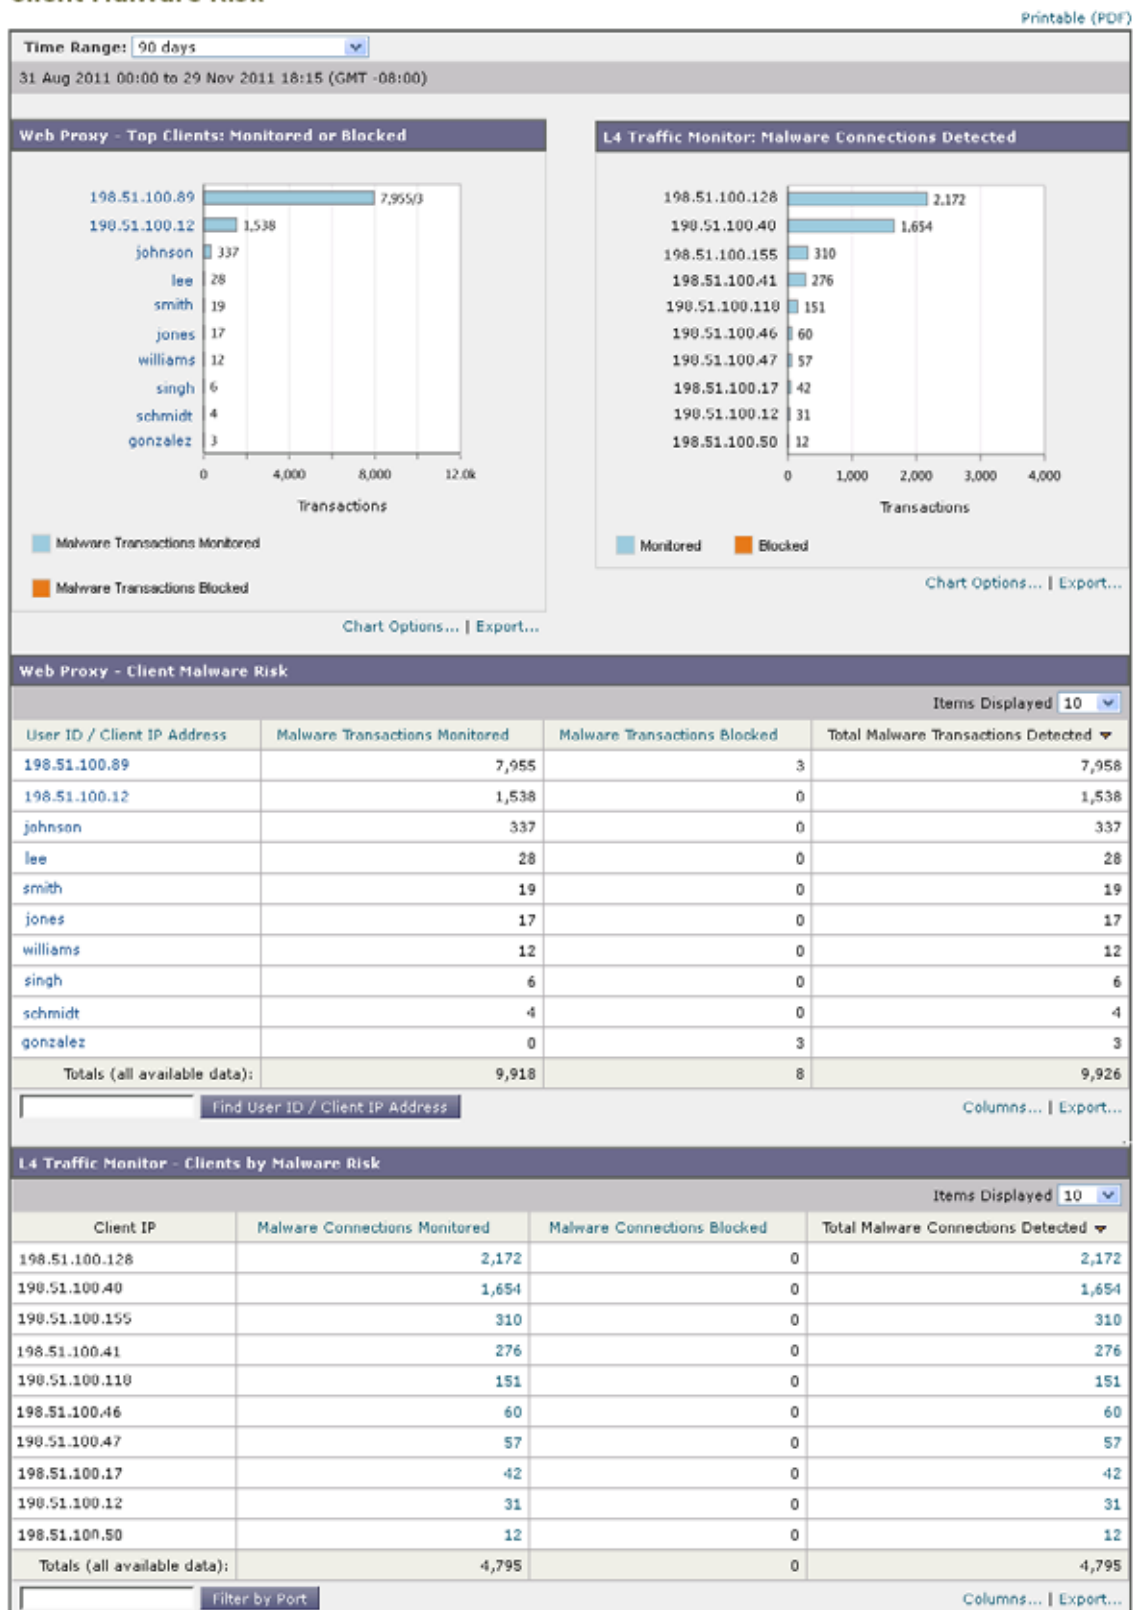 Client Malware Risk
Printable (PDF)
Time Range: 90 days
31 Aug 2011 00:00 to 29 Nov 2011 18:15 (GMT -08:00)
Web Proxy - Top Clients: Monitored or Blocked
198.51.100.89 7,955/3
198.51.100.12 1,538
johnson 337
lee 28
smith 19
jones 17
williams 12
singh 6
schmidt 4
gonzalez 3
0 4,000 8,000 12.0k
Transactions
Malware Transactions Monitored
Malware Transactions Blocked
Chart Options... | Export...
L4 Traffic Monitor: Malware Connections Detected
198.51.100.128 2,172
198.51.100.40 1,654
198.51.100.155 310
198.51.100.41 276
198.51.100.118 151
198.51.100.46 60
198.51.100.47 57
198.51.100.17 42
198.51.100.12 31
198.51.100.50 12
0 1,000 2,000 3,000 4,000
Transactions
Monitored Blocked
Chart Options... | Export...
Web Proxy - Client Malware Risk
Items Displayed 10
User ID / Client IP Address Malware Transactions Monitored Malware Transactions Blocked Total Malware Transactions Detected
198.51.100.89 7,955 3 7,958
198.51.100.12 1,538 0 1,538
johnson 337 0 337
lee 28 0 28
smith 19 0 19
jones 17 0 17
williams 12 0 12
singh 6 0 6
schmidt 4 0 4
gonzalez 0 3 3
Totals (all available data): 9,918 8 9,926
Find User ID / Client IP Address Columns... | Export...
L4 Traffic Monitor - Clients by Malware Risk
Items Displayed 10
Client IP Malware Connections Monitored Malware Connections Blocked Total Malware Connections Detected
198.51.100.128 2,172 0 2,172
198.51.100.40 1,654 0 1,654
198.51.100.155 310 0 310
198.51.100.41 276 0 276
198.51.100.118 151 0 151
198.51.100.46 60 0 60
198.51.100.47 57 0 57
198.51.100.17 42 0 42
198.51.100.12 31 0 31
198.51.100.50 12 0 12
Totals (all available data): 4,795 0 4,795
Filter by Port Columns... | Export...